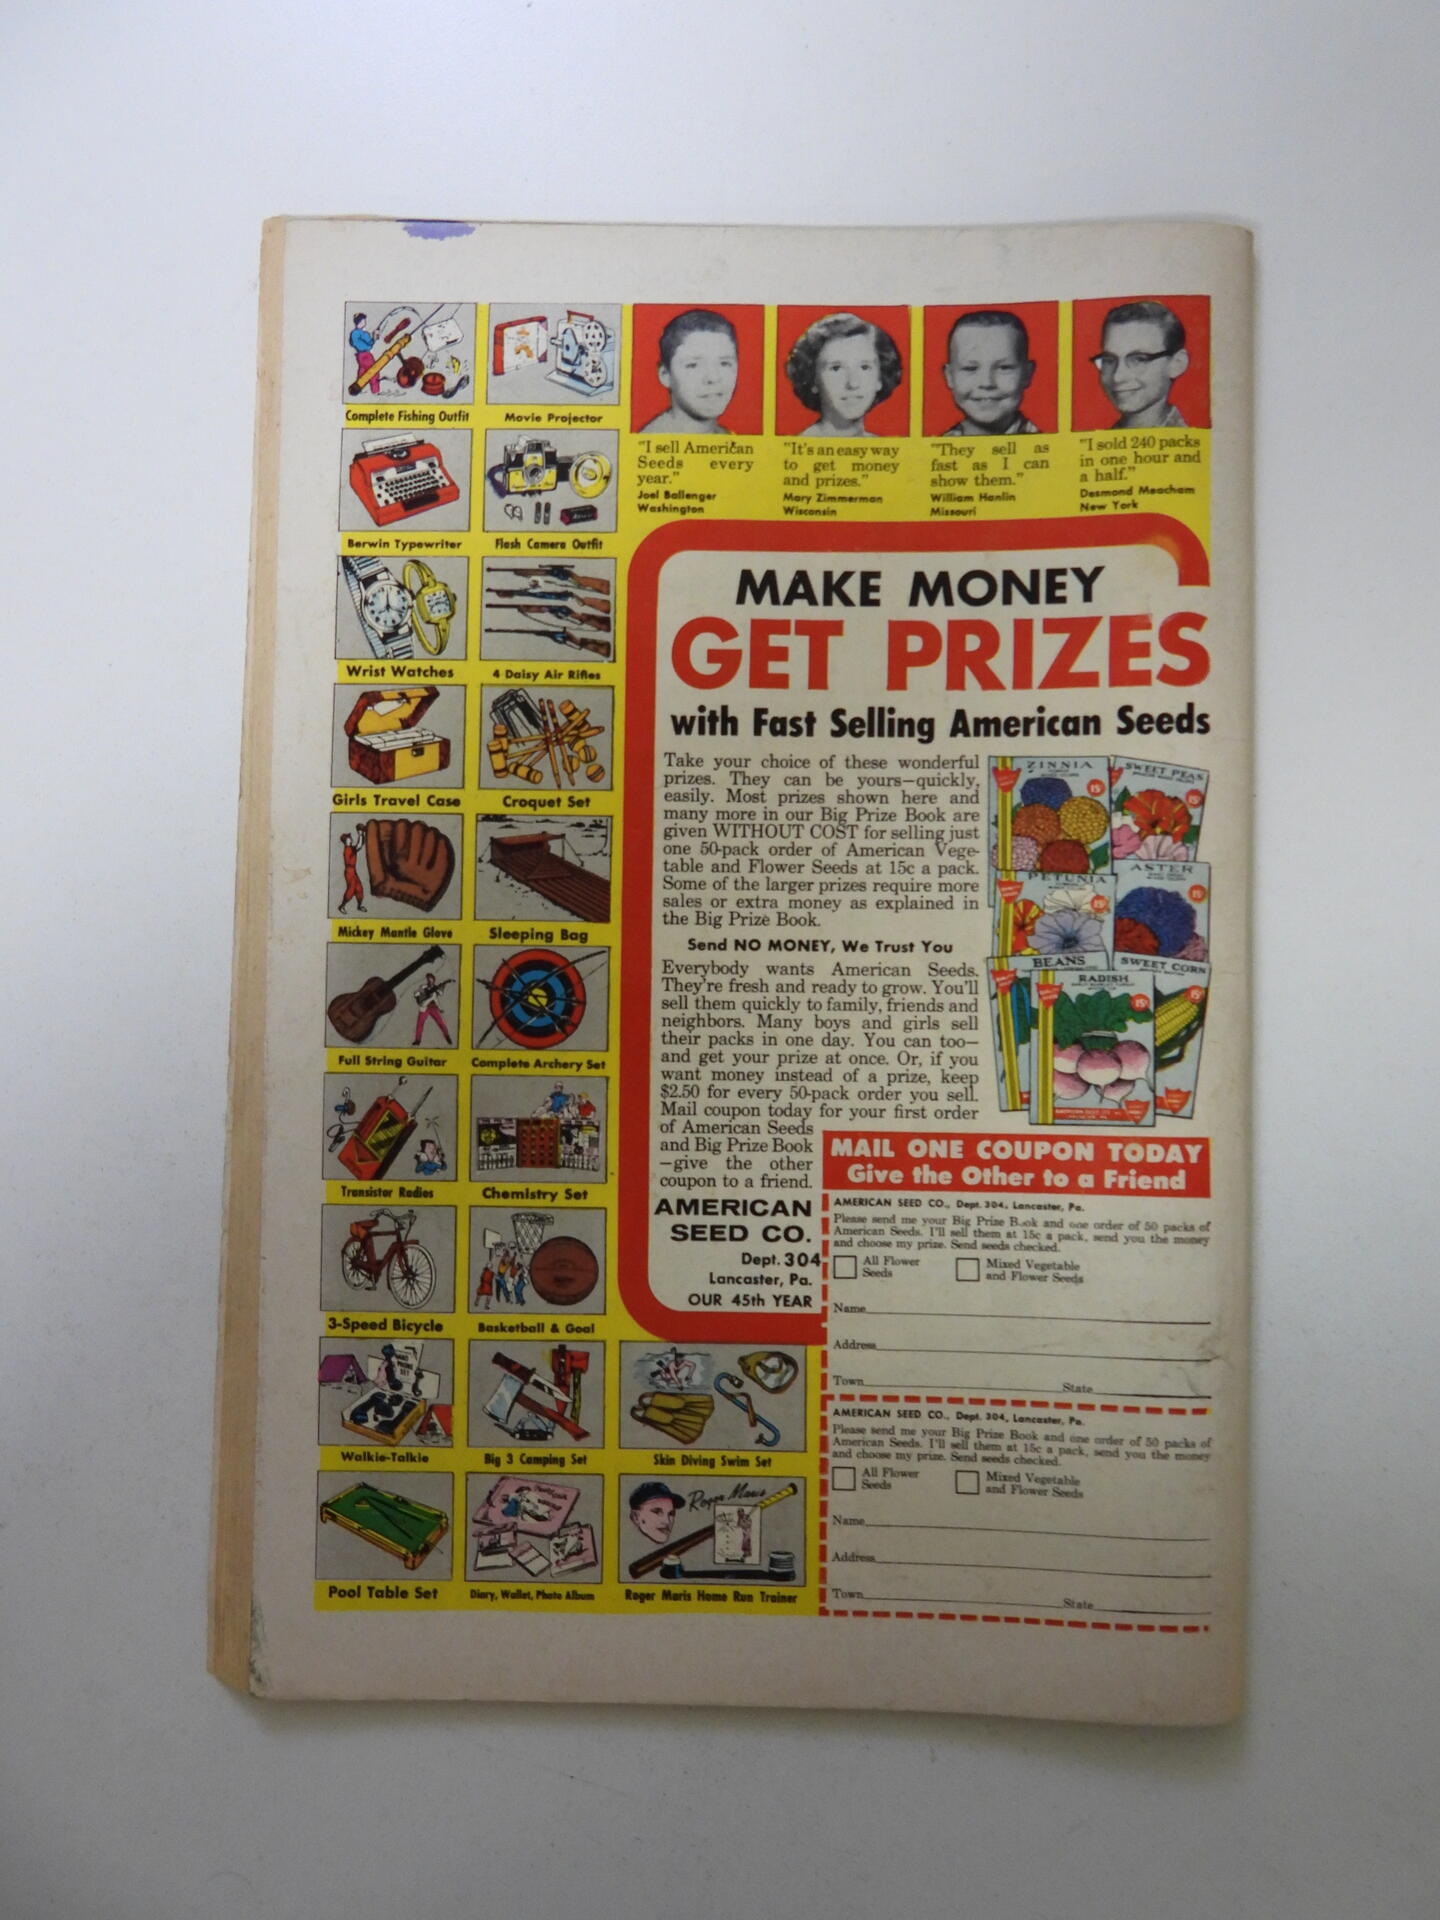 Complete Fishing Outfit
Movie Projector
Berwin Typewriter
Flash Camera Outfit
Wrist Watches
4 Daisy Air Rifles
Girls Travel Case
Croquet Set
Mickey Mantle Glove
Sleeping Bag
Full String Guitar
Complete Archery Set
Transistor Radios
Chemistry Set
3-Speed Bicycle
Basketball & Goal
Walkie-Talkie
Big 3 Camping Set
Skin Diving Swim Set
Pool Table Set
Diary, Wallet, Photo Album
Roger Maris
Roger Maris Home Run Trainer
"I sell American
Seeds every
year."
Joel Ballenger
Washington
"It's an easy way
to get money
and prizes."
Mary Zimmerman
Wisconsin
"They sell as
fast as I can
show them."
William Hanlin
Missouri
"I sold 240 packs
in one hour and
a half."
Desmond Meacham
New York
MAKE MONEY
GET PRIZES
with Fast Selling American Seeds
Take your choice of these wonderful
prizes. They can be yours—quickly,
easily. Most prizes shown here and
many more in our Big Prize Book are
given WITHOUT COST for selling just
one 50-pack order of American Vege-
table and Flower Seeds at 15c a pack.
Some of the larger prizes require more
sales or extra money as explained in
the Big Prize Book.
Send NO MONEY, We Trust You
Everybody wants American Seeds.
They're fresh and ready to grow. You'll
sell them quickly to family, friends and
neighbors. Many boys and girls sell
their packs in one day. You can too—
and get your prize at once. Or, if you
want money instead of a prize, keep
$2.50 for every 50-pack order you sell.
Mail coupon today for your first order
of American Seeds
and Big Prize Book
—give the other
coupon to a friend.
AMERICAN
SEED CO.
Dept. 304
Lancaster, Pa.
OUR 45th YEAR
ZINNIA
15¢
SWEET PEAS
15¢
PETUNIA
15¢
ASTER
15¢
BEANS
SWEET CORN
15¢
RADISH
15¢
MAIL ONE COUPON TODAY
Give the Other to a Friend
AMERICAN SEED CO., Dept. 304, Lancaster, Pa.
Please send me your Big Prize Book and one order of 50 packs of
American Seeds. I'll sell them at 15c a pack, send you the money
and choose my prize. Send seeds checked.
All Flower
Seeds
Mixed Vegetable
and Flower Seeds
Name
Address
Town State
AMERICAN SEED CO., Dept. 304, Lancaster, Pa.
Please send me your Big Prize Book and one order of 50 packs of
American Seeds. I'll sell them at 15c a pack, send you the money
and choose my prize. Send seeds checked.
All Flower
Seeds
Mixed Vegetable
and Flower Seeds
Name
Address
Town State